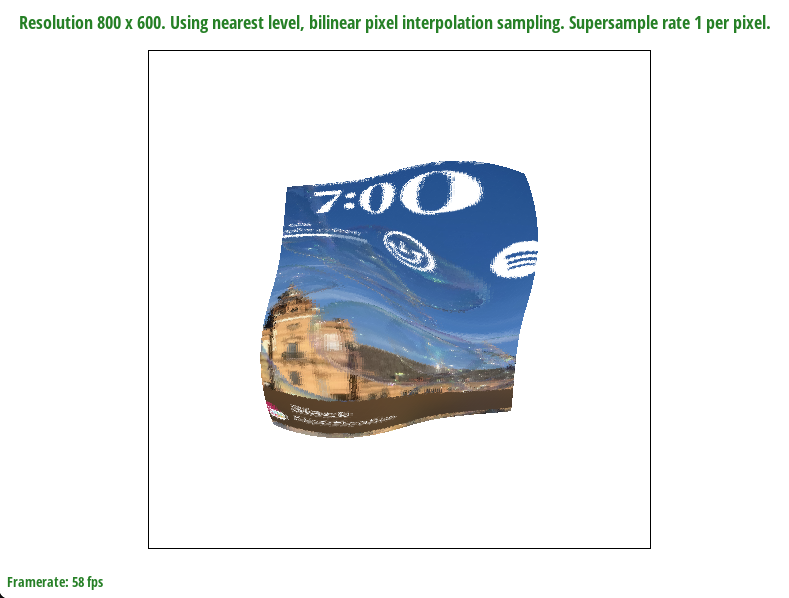 Resolution 800 x 600. Using nearest level, bilinear pixel interpolation sampling. Supersample rate 1 per pixel.
7:00
Framerate: 58 fps